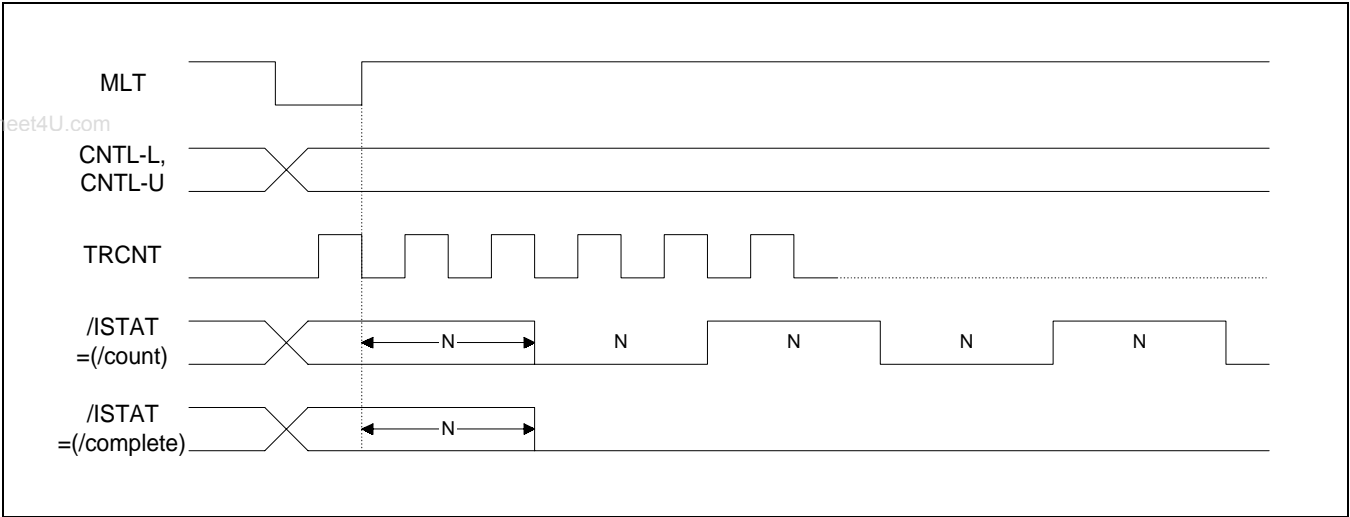 MLT
eet4U.com
CNTL-L,
CNTL-U
TRCNT
/ISTAT
=(/count)
N N N N N
/ISTAT
=(/complete)
N